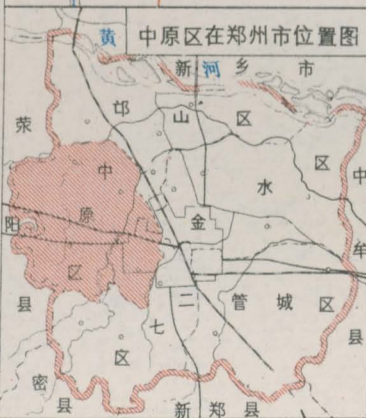 中原区在郑州市位置图
黄河
新乡市
邙山区
荥阳县
中原区
金水区
中牟县
二七区
管城区
密县
新郑县